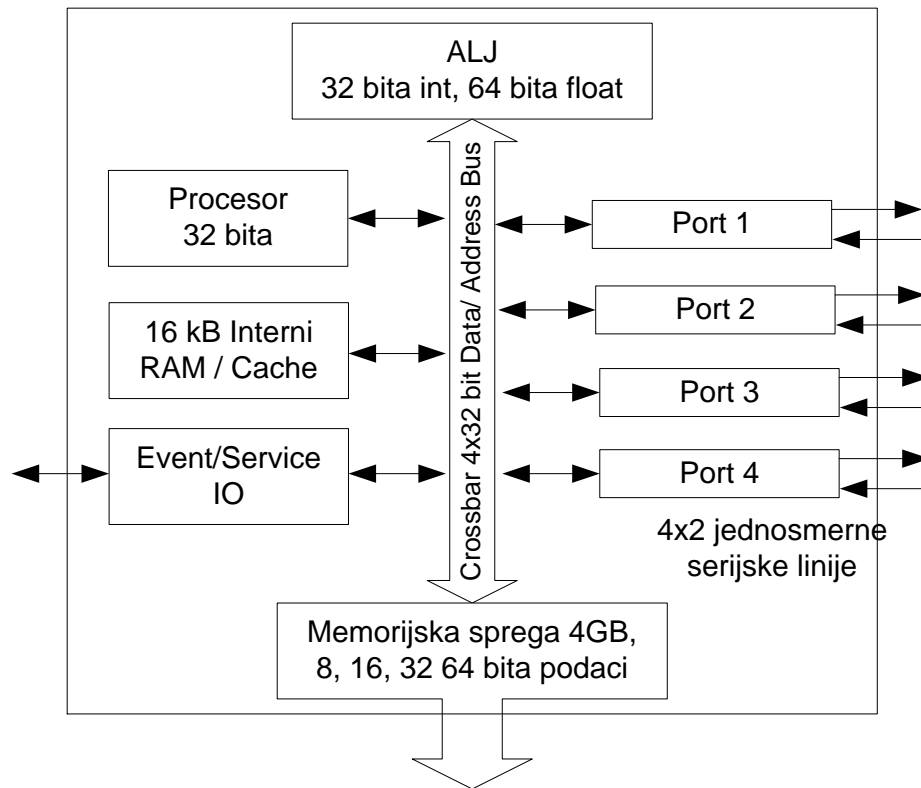 ALJ
32 bita int, 64 bita float
Procesor
32 bita
16 kB Interni
RAM / Cache
Event/Service
IO
Crossbar 4x32 bit Data/ Address Bus
Port 1
Port 2
Port 3
Port 4
4x2 jednosmerne
serijske linije
Memorijska sprega 4GB,
8, 16, 32 64 bita podaci